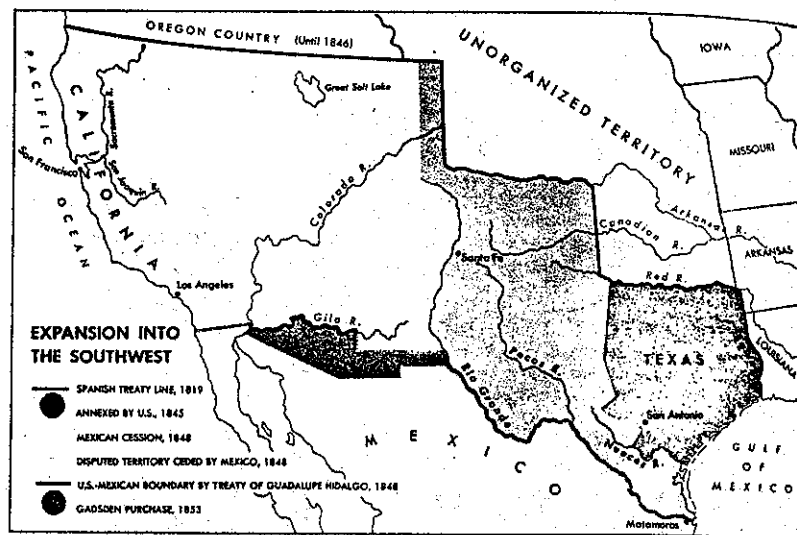 OREGON COUNTRY (Until 1846)
UNORGANIZED TERRITORY
IOWA
PACIFIC OCEAN
CALIFORNIA
Sacramento R.
Great Salt Lake
MISSOURI
San Francisco
San Joaquin R.
Colorado R.
Arkansas R.
Canadian R.
ARKANSAS
Santa Fe
Red R.
Los Angeles
Gila R.
EXPANSION INTO
THE SOUTHWEST
Pecos R.
TEXAS
LOUISIANA
SPANISH TREATY LINE, 1819
Rio Grande
San Antonio
ANNEXED BY U.S., 1845
MEXICO
Nueces R.
GULF
OF
MEXICO
MEXICAN CESSION, 1848
DISPUTED TERRITORY CEDED BY MEXICO, 1848
U.S.-MEXICAN BOUNDARY BY TREATY OF GUADALUPE HIDALGO, 1848
GADSDEN PURCHASE, 1853
Matamoros